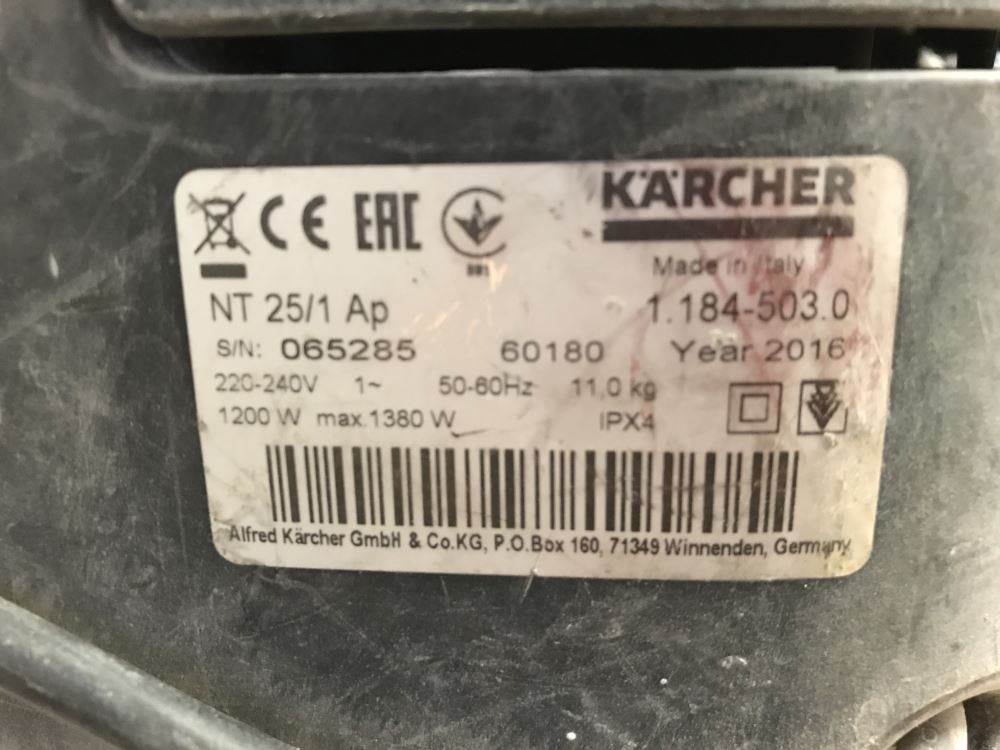 CE EAC
001
KÄRCHER
Made in Italy
NT 25/1 Ap 1.184-503.0
S/N: 065285 60180 Year 2016
220-240V 1~ 50-60Hz 11,0 kg
1200 W max.1380 W IPX4
Alfred Kärcher GmbH & Co.KG, P.O.Box 160, 71349 Winnenden, Germany